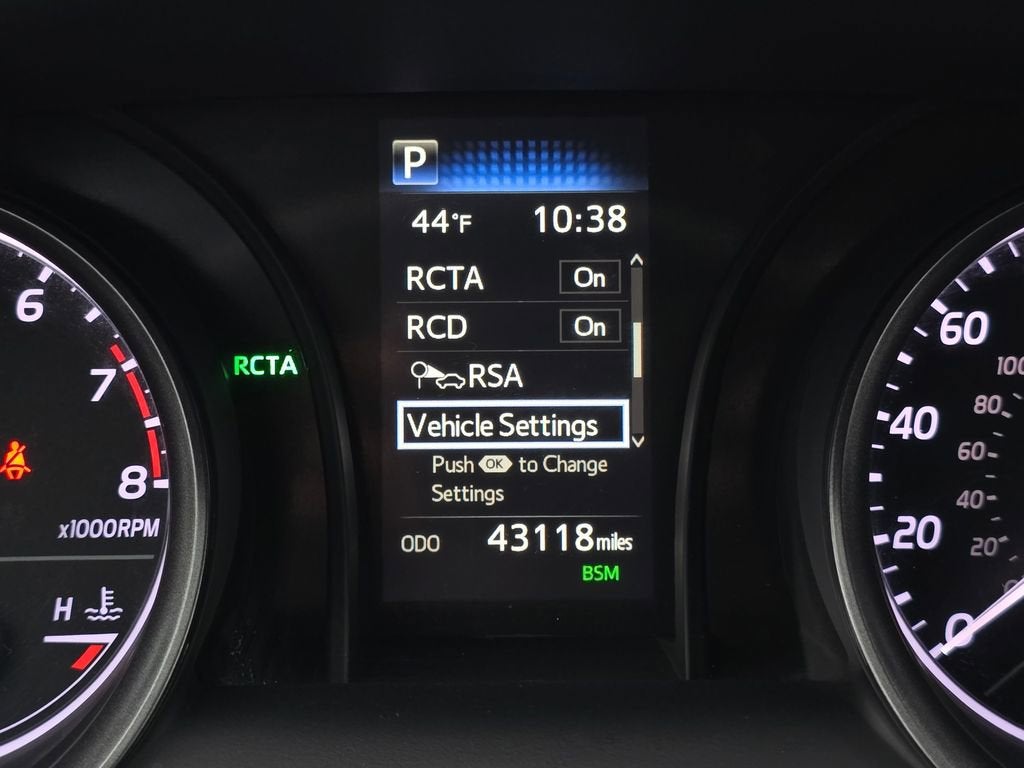 P
44°F 10:38
RCTA On
RCD On
RSA
Vehicle Settings
Push OK to Change
Settings
ODO 43118 miles
BSM
RCTA
6
7
8
x1000RPM
H
60
40
20
0
100
80
60
40
20